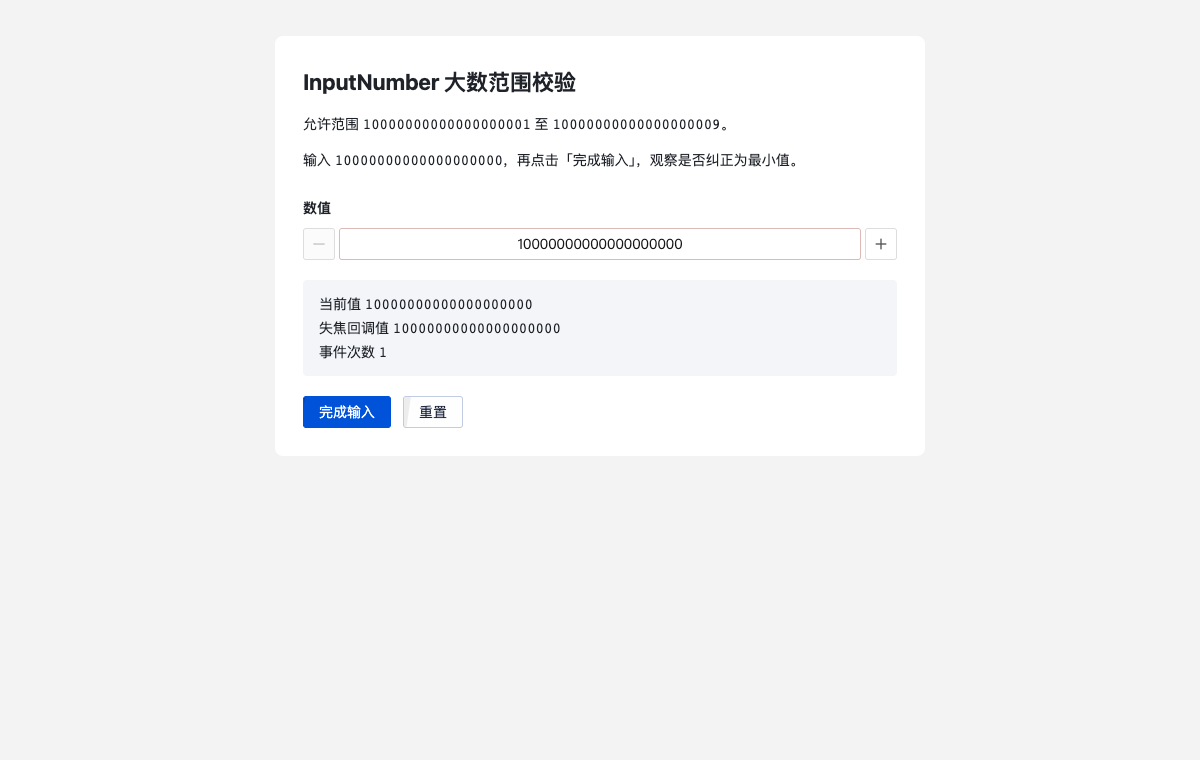 InputNumber 大数范围校验
允许范围 10000000000000000001 至 10000000000000000009。
输入 10000000000000000000，再点击「完成输入」，观察是否纠正为最小值。
数值
10000000000000000000
当前值 10000000000000000000
失焦回调值 10000000000000000000
事件次数 1
完成输入 重置